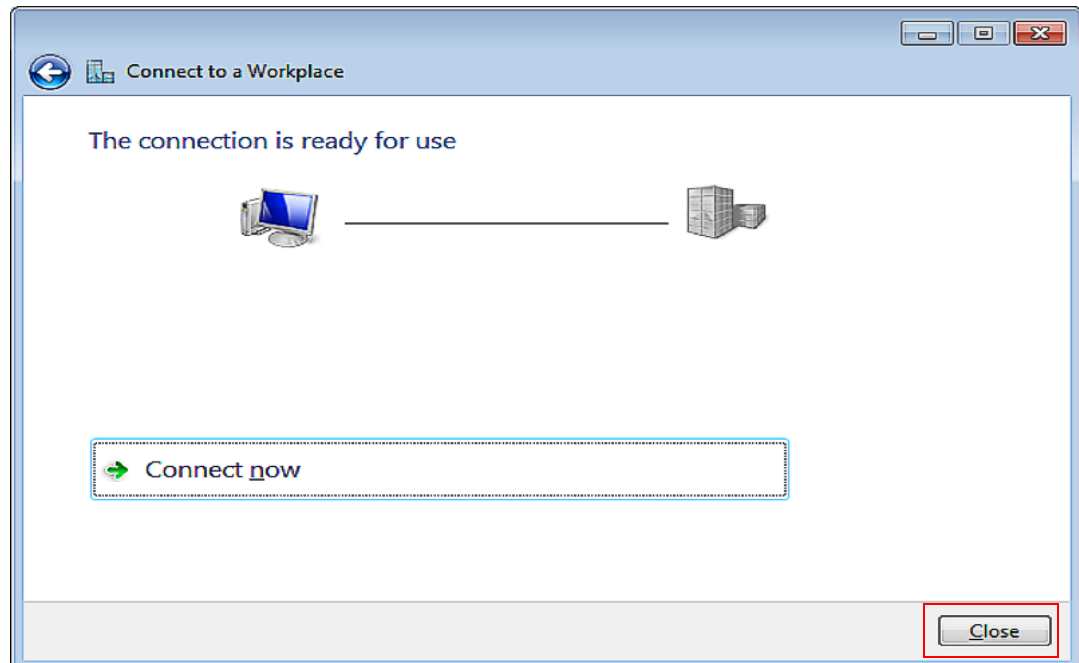 Connect to a Workplace
The connection is ready for use
Connect now
Close